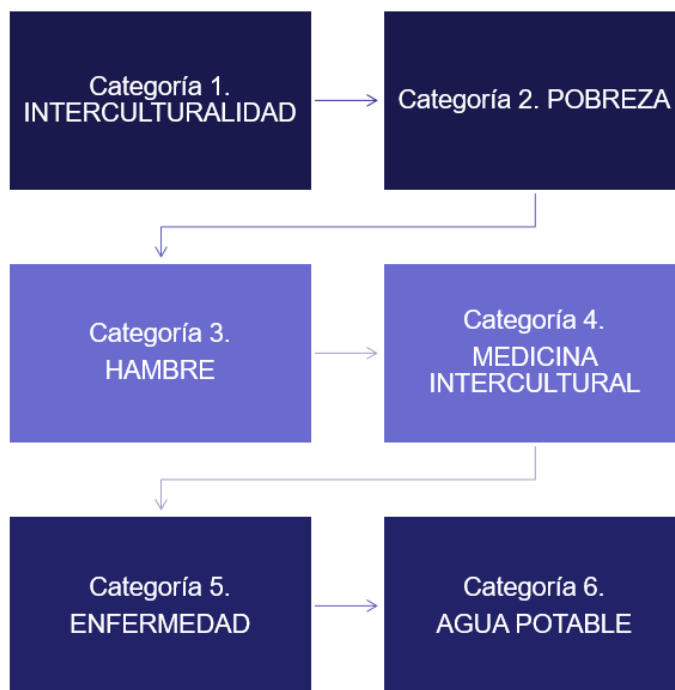 Categoría 1.
INTERCULTURALIDAD
Categoría 2. POBREZA
Categoría 3.
HAMBRE
Categoría 4.
MEDICINA
INTERCULTURAL
Categoría 5.
ENFERMEDAD
Categoría 6.
AGUA POTABLE